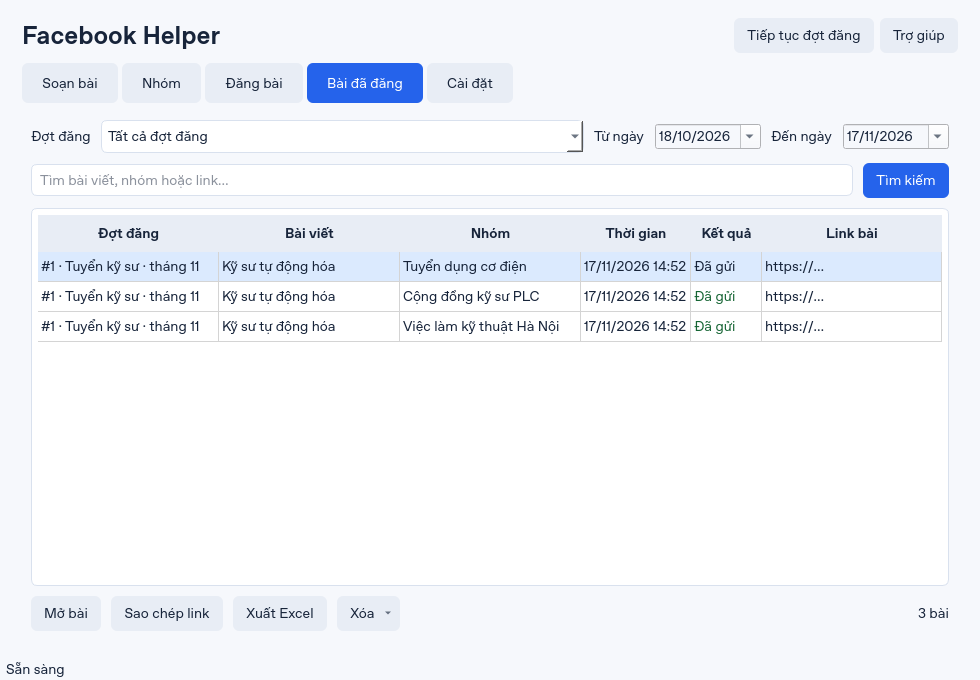 Facebook Helper
Tiếp tục đợt đăng Trợ giúp
Soạn bài Nhóm Đăng bài Bài đã đăng Cài đặt
Đợt đăng Tất cả đợt đăng Từ ngày 18/10/2026 Đến ngày 17/11/2026
Tìm bài viết, nhóm hoặc link... Tìm kiếm
Đợt đăng Bài viết Nhóm Thời gian Kết quả Link bài
#1 · Tuyển kỹ sư · tháng 11 Kỹ sư tự động hóa Tuyển dụng cơ điện 17/11/2026 14:52 Đã gửi https://...
#1 · Tuyển kỹ sư · tháng 11 Kỹ sư tự động hóa Cộng đồng kỹ sư PLC 17/11/2026 14:52 Đã gửi https://...
#1 · Tuyển kỹ sư · tháng 11 Kỹ sư tự động hóa Việc làm kỹ thuật Hà Nội 17/11/2026 14:52 Đã gửi https://...
Mở bài Sao chép link Xuất Excel Xóa 3 bài
Sẵn sàng